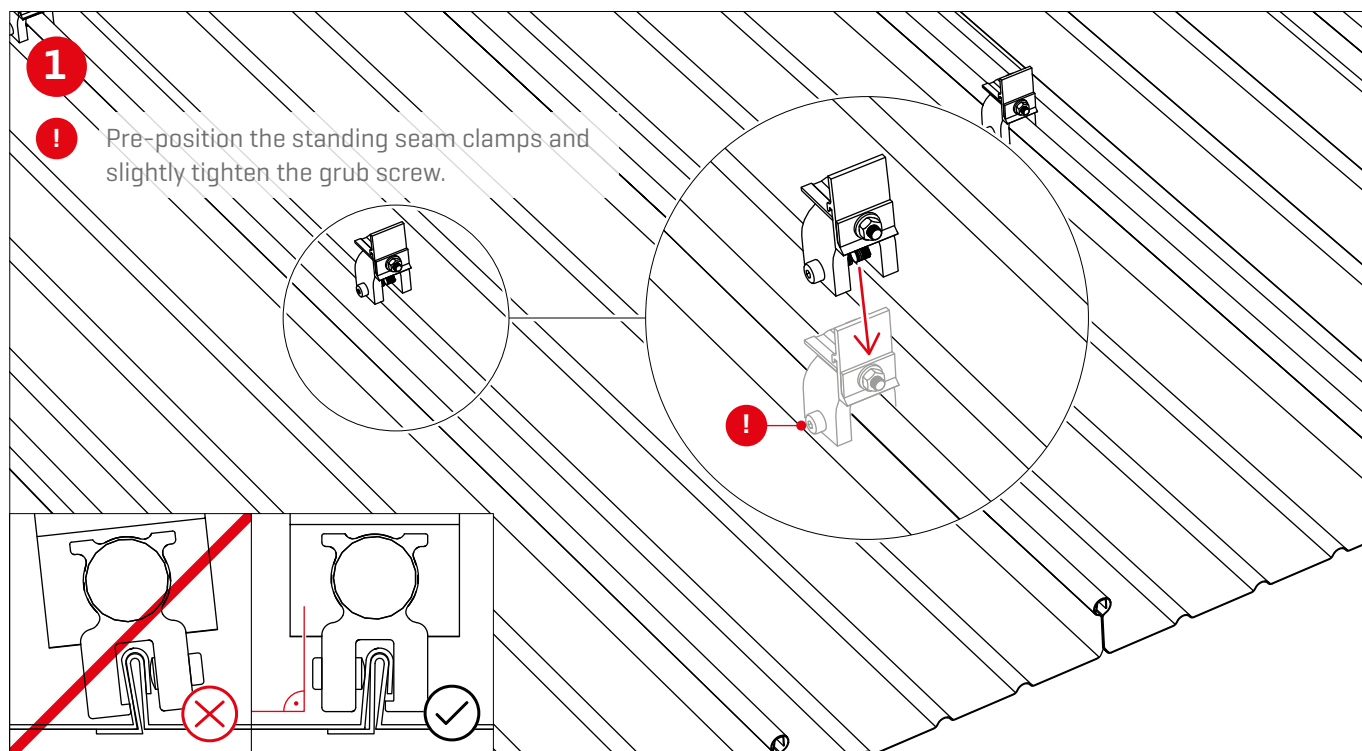 1
! Pre-position the standing seam clamps and
slightly tighten the grub screw.
!